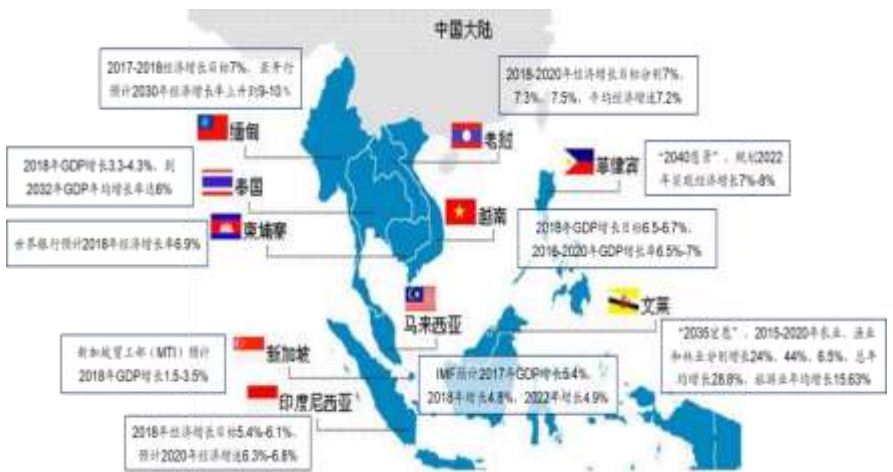 中国大陆
2017-2018经济增长目标7%，亚开行
预计2030年经济增长率上升到9-10%
缅甸
2018-2020年经济增长目标分别7%，
7.3%，7.5%，年均经济增速7.2%
老挝
菲律宾
“2040愿景”，规划2022
年实现经济增长7%-8%
2018年GDP增长3.3-4.3%，到
2032年GDP年均增长率达6%
泰国
越南
2018年GDP增长目标6.5-6.7%，
2016-2020年GDP增长率6.5%-7%
世界银行预计2018年经济增长率6.9%
柬埔寨
马来西亚
文莱
“2035宏愿”，2015-2020年农业、渔业
和林业分别增长24%，44%，6.5%，总年
均增长26.8%，旅游业年均增长15.63%
新加坡贸工部（MTI）预计
2018年GDP增长1.5-3.5%
新加坡
IMF预计2017年GDP增长5.4%，
2018年增长4.8%，2022年增长4.9%
印度尼西亚
2018年经济增长目标5.4%-6.1%，
预计2020年经济增速6.3%-6.8%